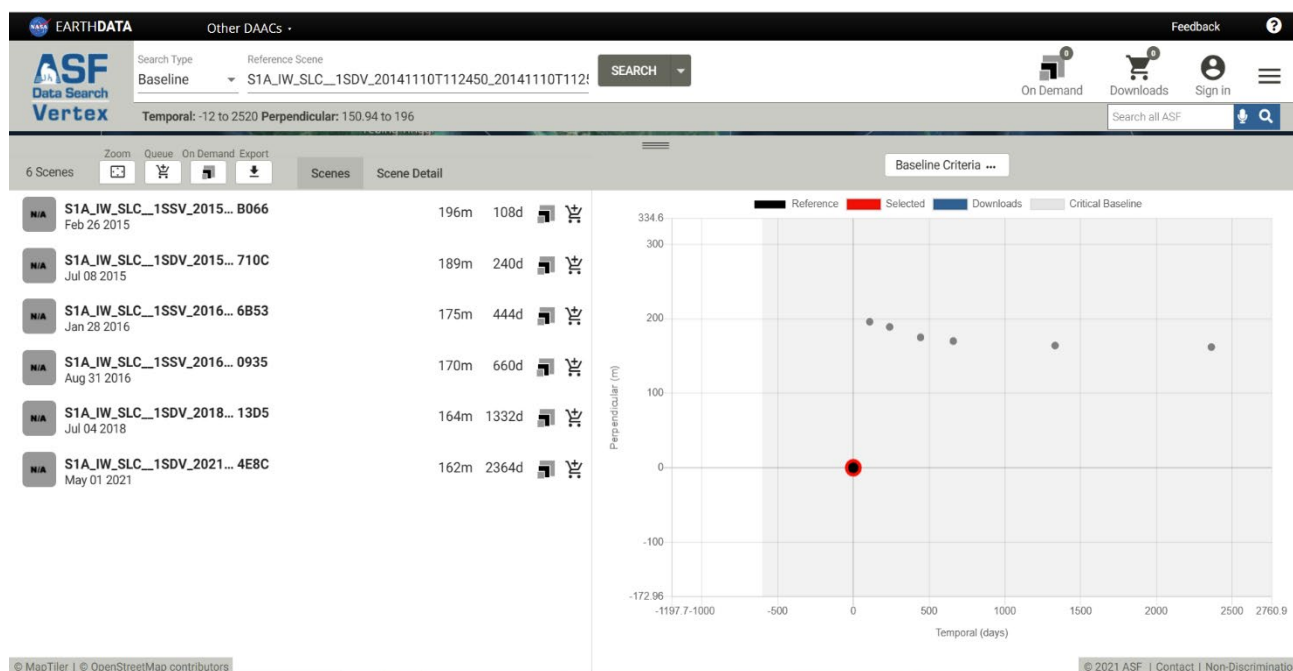 EARTHDATA Other DAACs Feedback ?
ASF
Data Search
Vertex
Search Type Reference Scene
Baseline S1A_IW_SLC__1SDV_20141110T112450_20141110T1125
SEARCH
0 0
On Demand Downloads Sign in
Temporal: -12 to 2520 Perpendicular: 150.94 to 196
Search all ASF
Zoom Queue On Demand Export
6 Scenes Scenes Scene Detail
Baseline Criteria ...
N/A S1A_IW_SLC__1SSV_2015... B066 196m 108d
Feb 26 2015
N/A S1A_IW_SLC__1SDV_2015... 710C 189m 240d
Jul 08 2015
N/A S1A_IW_SLC__1SSV_2016... 6B53 175m 444d
Jan 28 2016
N/A S1A_IW_SLC__1SSV_2016... 0935 170m 660d
Aug 31 2016
N/A S1A_IW_SLC__1SDV_2018... 13D5 164m 1332d
Jul 04 2018
N/A S1A_IW_SLC__1SDV_2021... 4E8C 162m 2364d
May 01 2021
Reference Selected Downloads Critical Baseline
334.6
300
200
100
0
-100
-172.96
Perpendicular (m)
-1197.7 -1000 -500 0 500 1000 1500 2000 2500 2760.9
Temporal (days)
© MapTiler | © OpenStreetMap contributors
© 2021 ASF | Contact | Non-Discriminatio